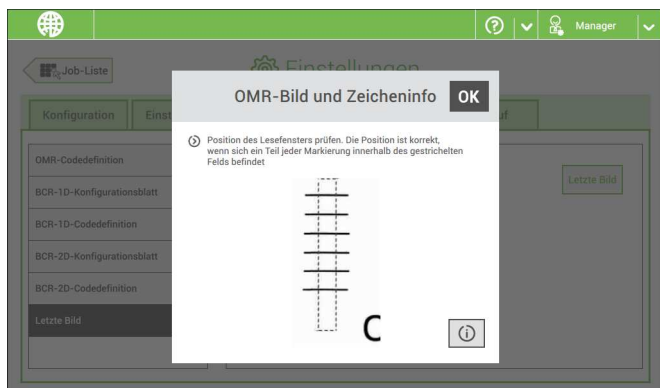 Manager
Job-Liste
Einstellungen
OMR-Bild und Zeicheninfo
OK
Konfiguration
Position des Lesefensters prüfen. Die Position ist korrekt,
wenn sich ein Teil jeder Markierung innerhalb des gestrichelten
Felds befindet
OMR-Codedefinition
BCR-1D-Konfigurationsblatt
BCR-1D-Codedefinition
BCR-2D-Konfigurationsblatt
BCR-2D-Codedefinition
Letzte Bild
Letzte Bild
C